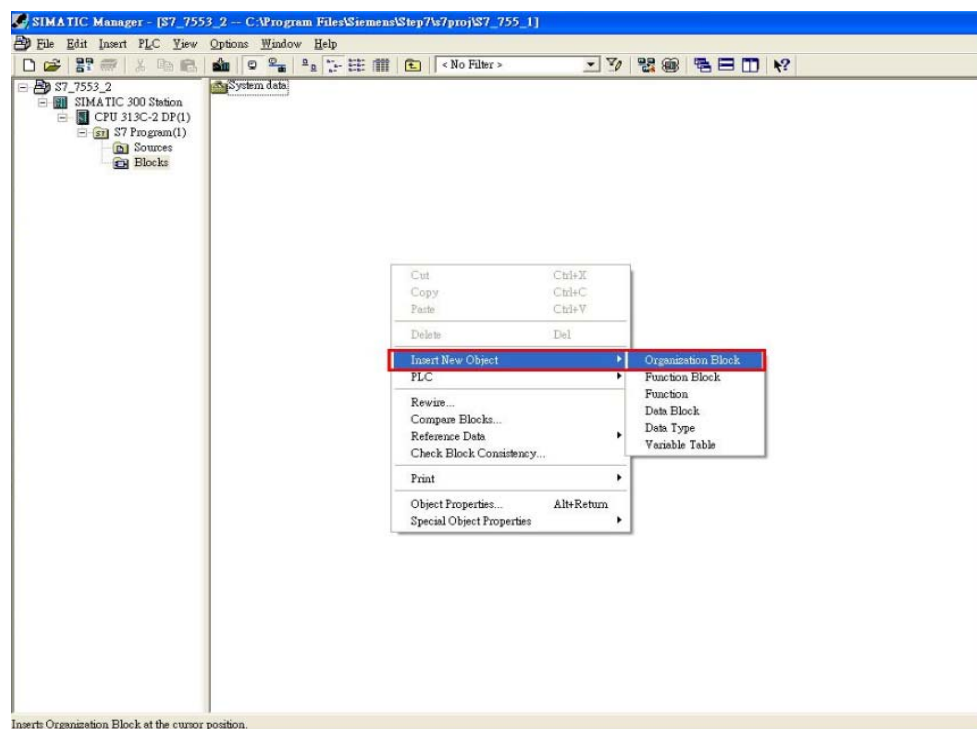 SIMATIC Manager - [S7_7553_2 -- C:\Program Files\Siemens\Step7\s7proj\S7_755_1]
File Edit Insert PLC View Options Window Help
< No Filter >
S7_7553_2
SIMATIC 300 Station
CPU 313C-2 DP(1)
S7 Program(1)
Sources
Blocks
System data
Cut Ctrl+X
Copy Ctrl+C
Paste Ctrl+V
Delete Del
Insert New Object
PLC
Rewire...
Compare Blocks...
Reference Data
Check Block Consistency...
Print
Object Properties... Alt+Return
Special Object Properties
Organization Block
Function Block
Function
Data Block
Data Type
Variable Table
Inserts Organization Block at the cursor position.